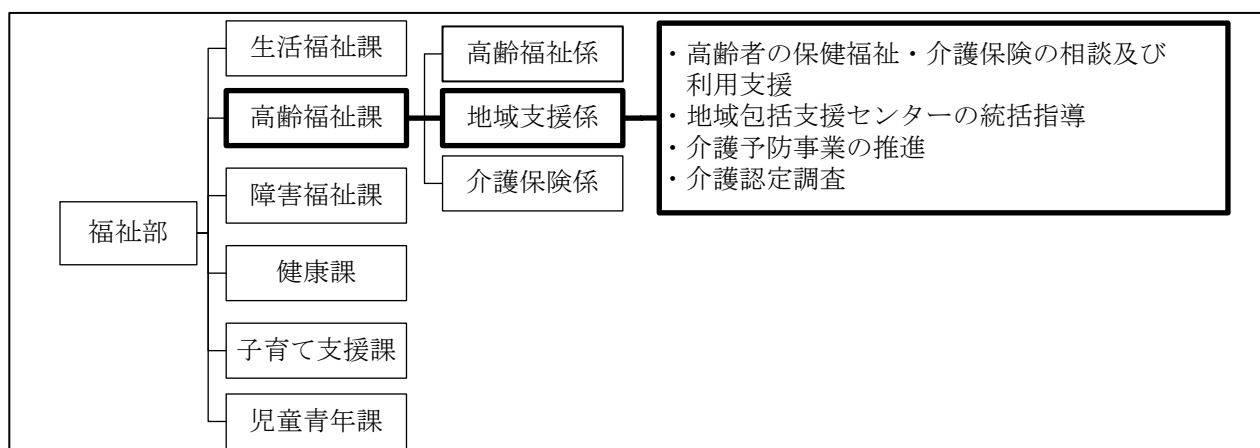 福祉部
生活福祉課
高齢福祉課
障害福祉課
健康課
子育て支援課
児童青年課
高齢福祉係
地域支援係
介護保険係
・高齢者の保健福祉・介護保険の相談及び
利用支援
・地域包括支援センターの統括指導
・介護予防事業の推進
・介護認定調査